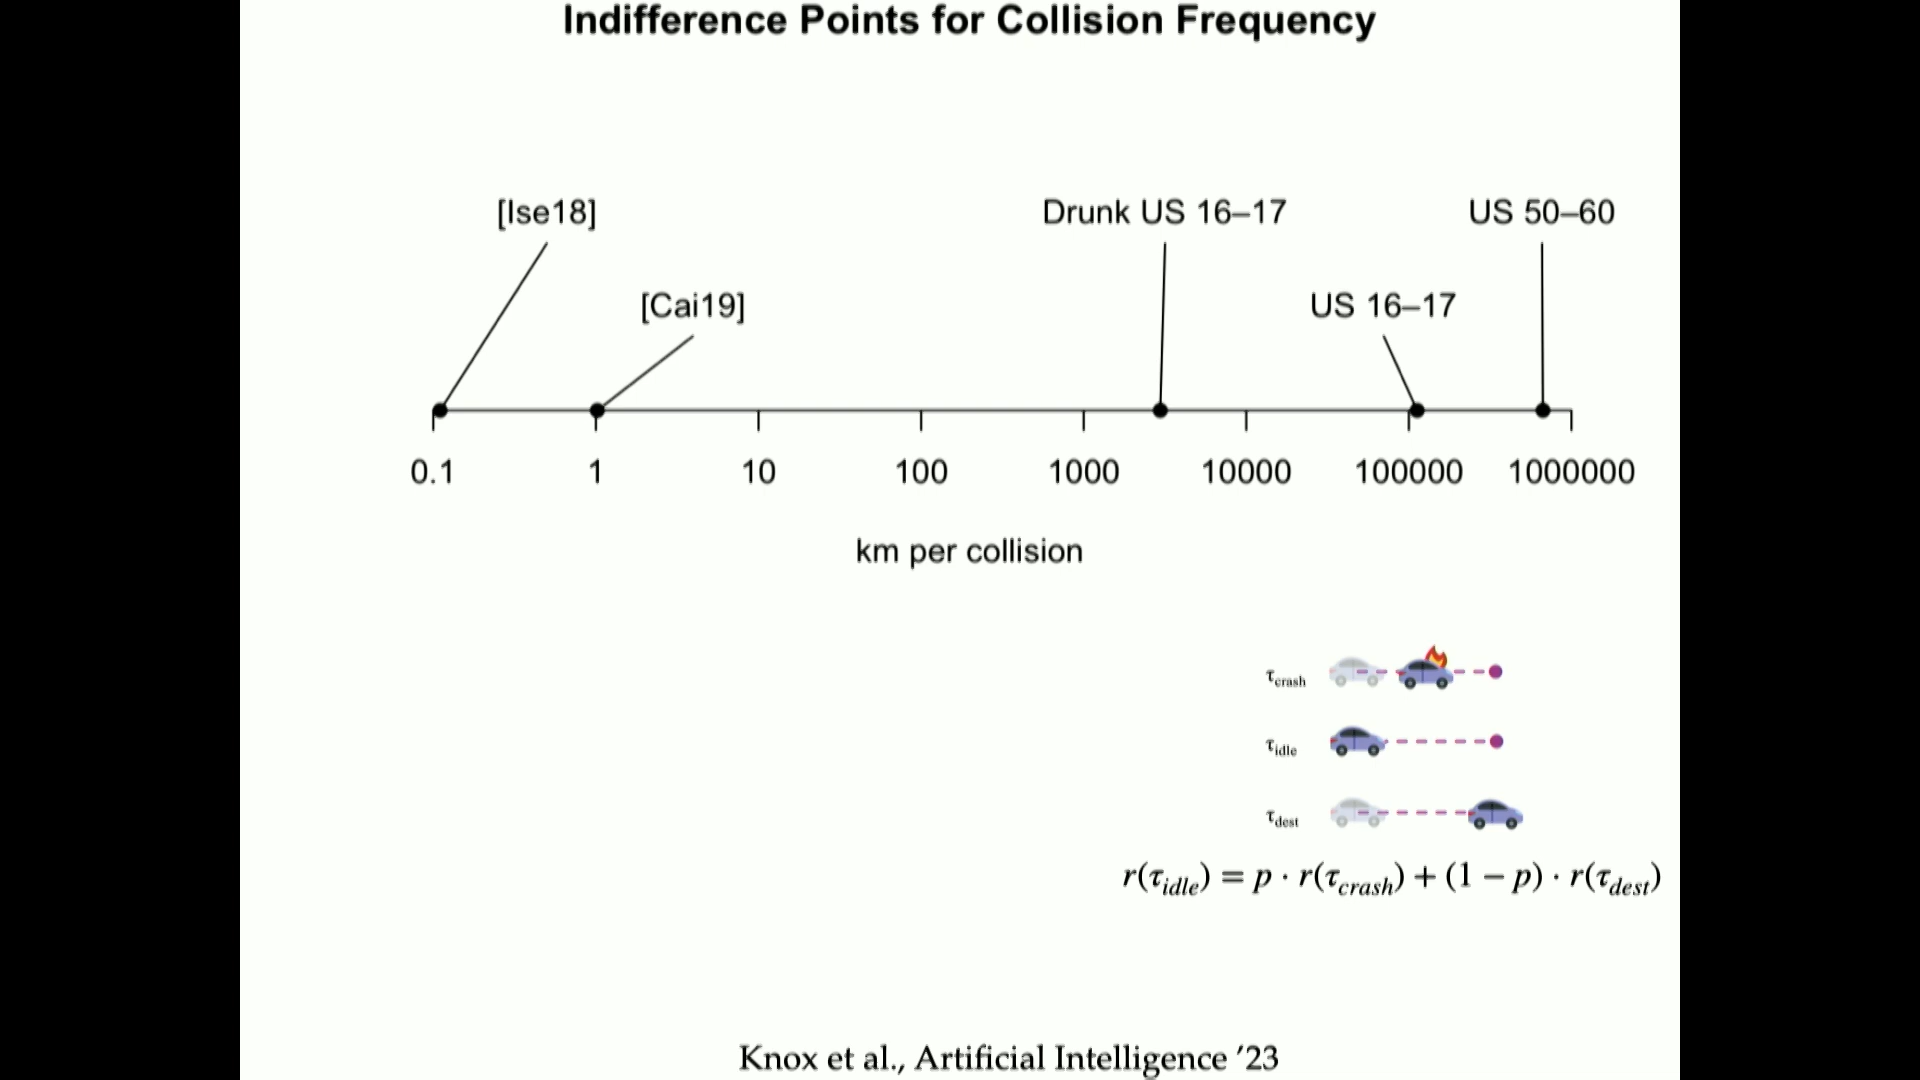 Indifference Points for Collision Frequency
[Ise18]
Drunk US 16–17
US 50–60
[Cai19]
US 16–17
0.1 1 10 100 1000 10000 100000 1000000
km per collision
τcrash
τidle
τdest
r(τidle) = p · r(τcrash) + (1 − p) · r(τdest)
Knox et al., Artificial Intelligence ’23